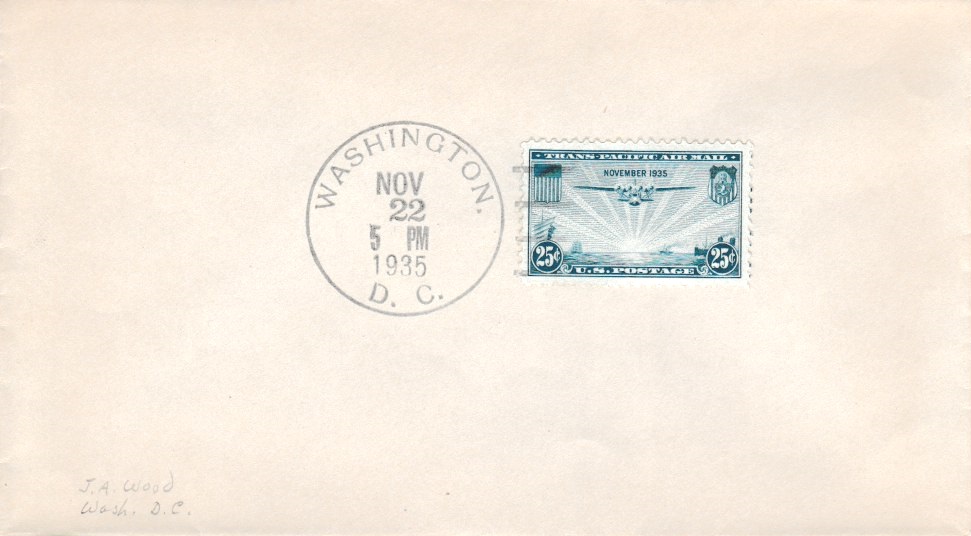 WASHINGTON.
NOV
22
5 PM
1935
D. C.
TRANS-PACIFIC AIR MAIL
NOVEMBER 1935
25¢ 25¢
U.S. POSTAGE
J.A. Wood
Wash. D.C.